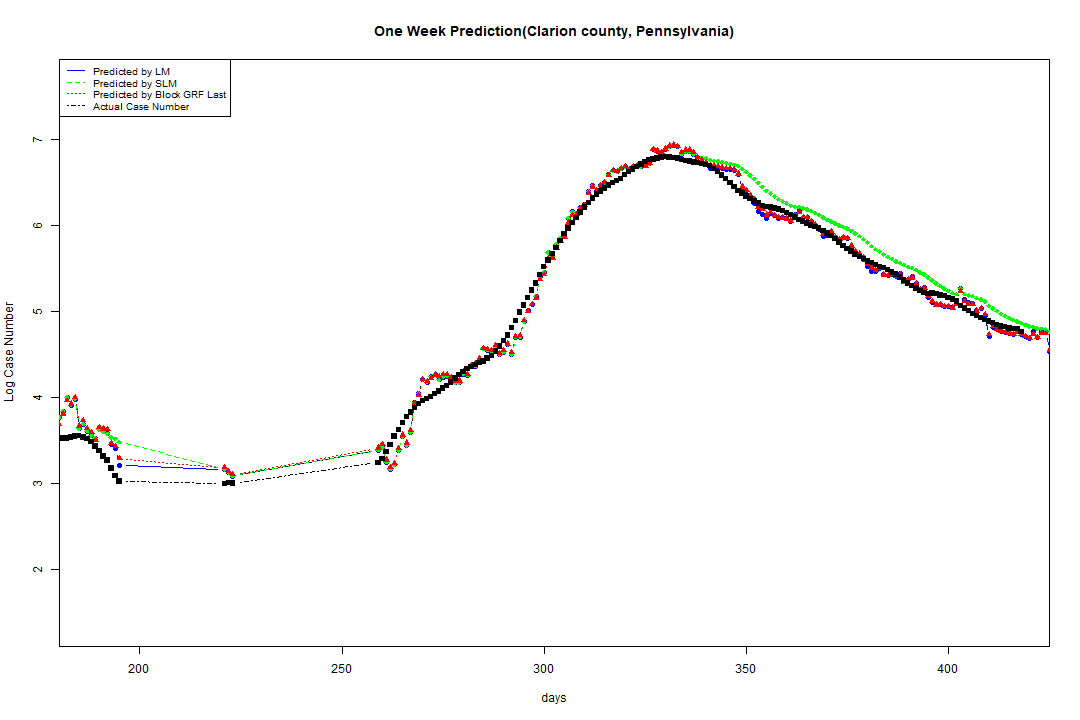 One Week Prediction(Clarion county, Pennsylvania)
Predicted by LM
Predicted by SLM
Predicted by Block GRF Last
Actual Case Number
7
6
5
4
3
2
Log Case Number
200 250 300 350 400
days